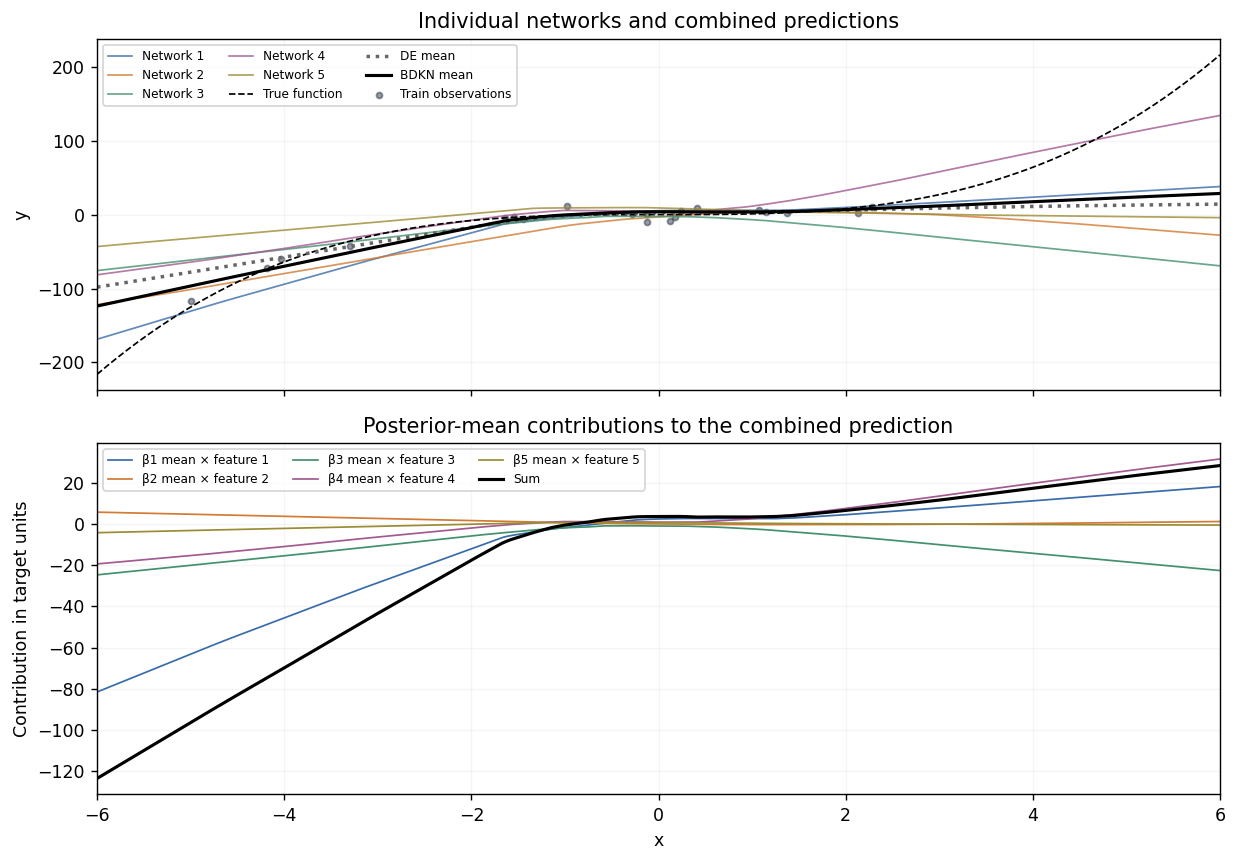 Individual networks and combined predictions
Network 1 Network 4 DE mean
Network 2 Network 5 BDKN mean
Network 3 True function Train observations
200
100
0
−100
−200
y
Posterior-mean contributions to the combined prediction
β1 mean × feature 1 β3 mean × feature 3 β5 mean × feature 5
β2 mean × feature 2 β4 mean × feature 4 Sum
20
0
−20
−40
−60
−80
−100
−120
Contribution in target units
−6 −4 −2 0 2 4 6
x